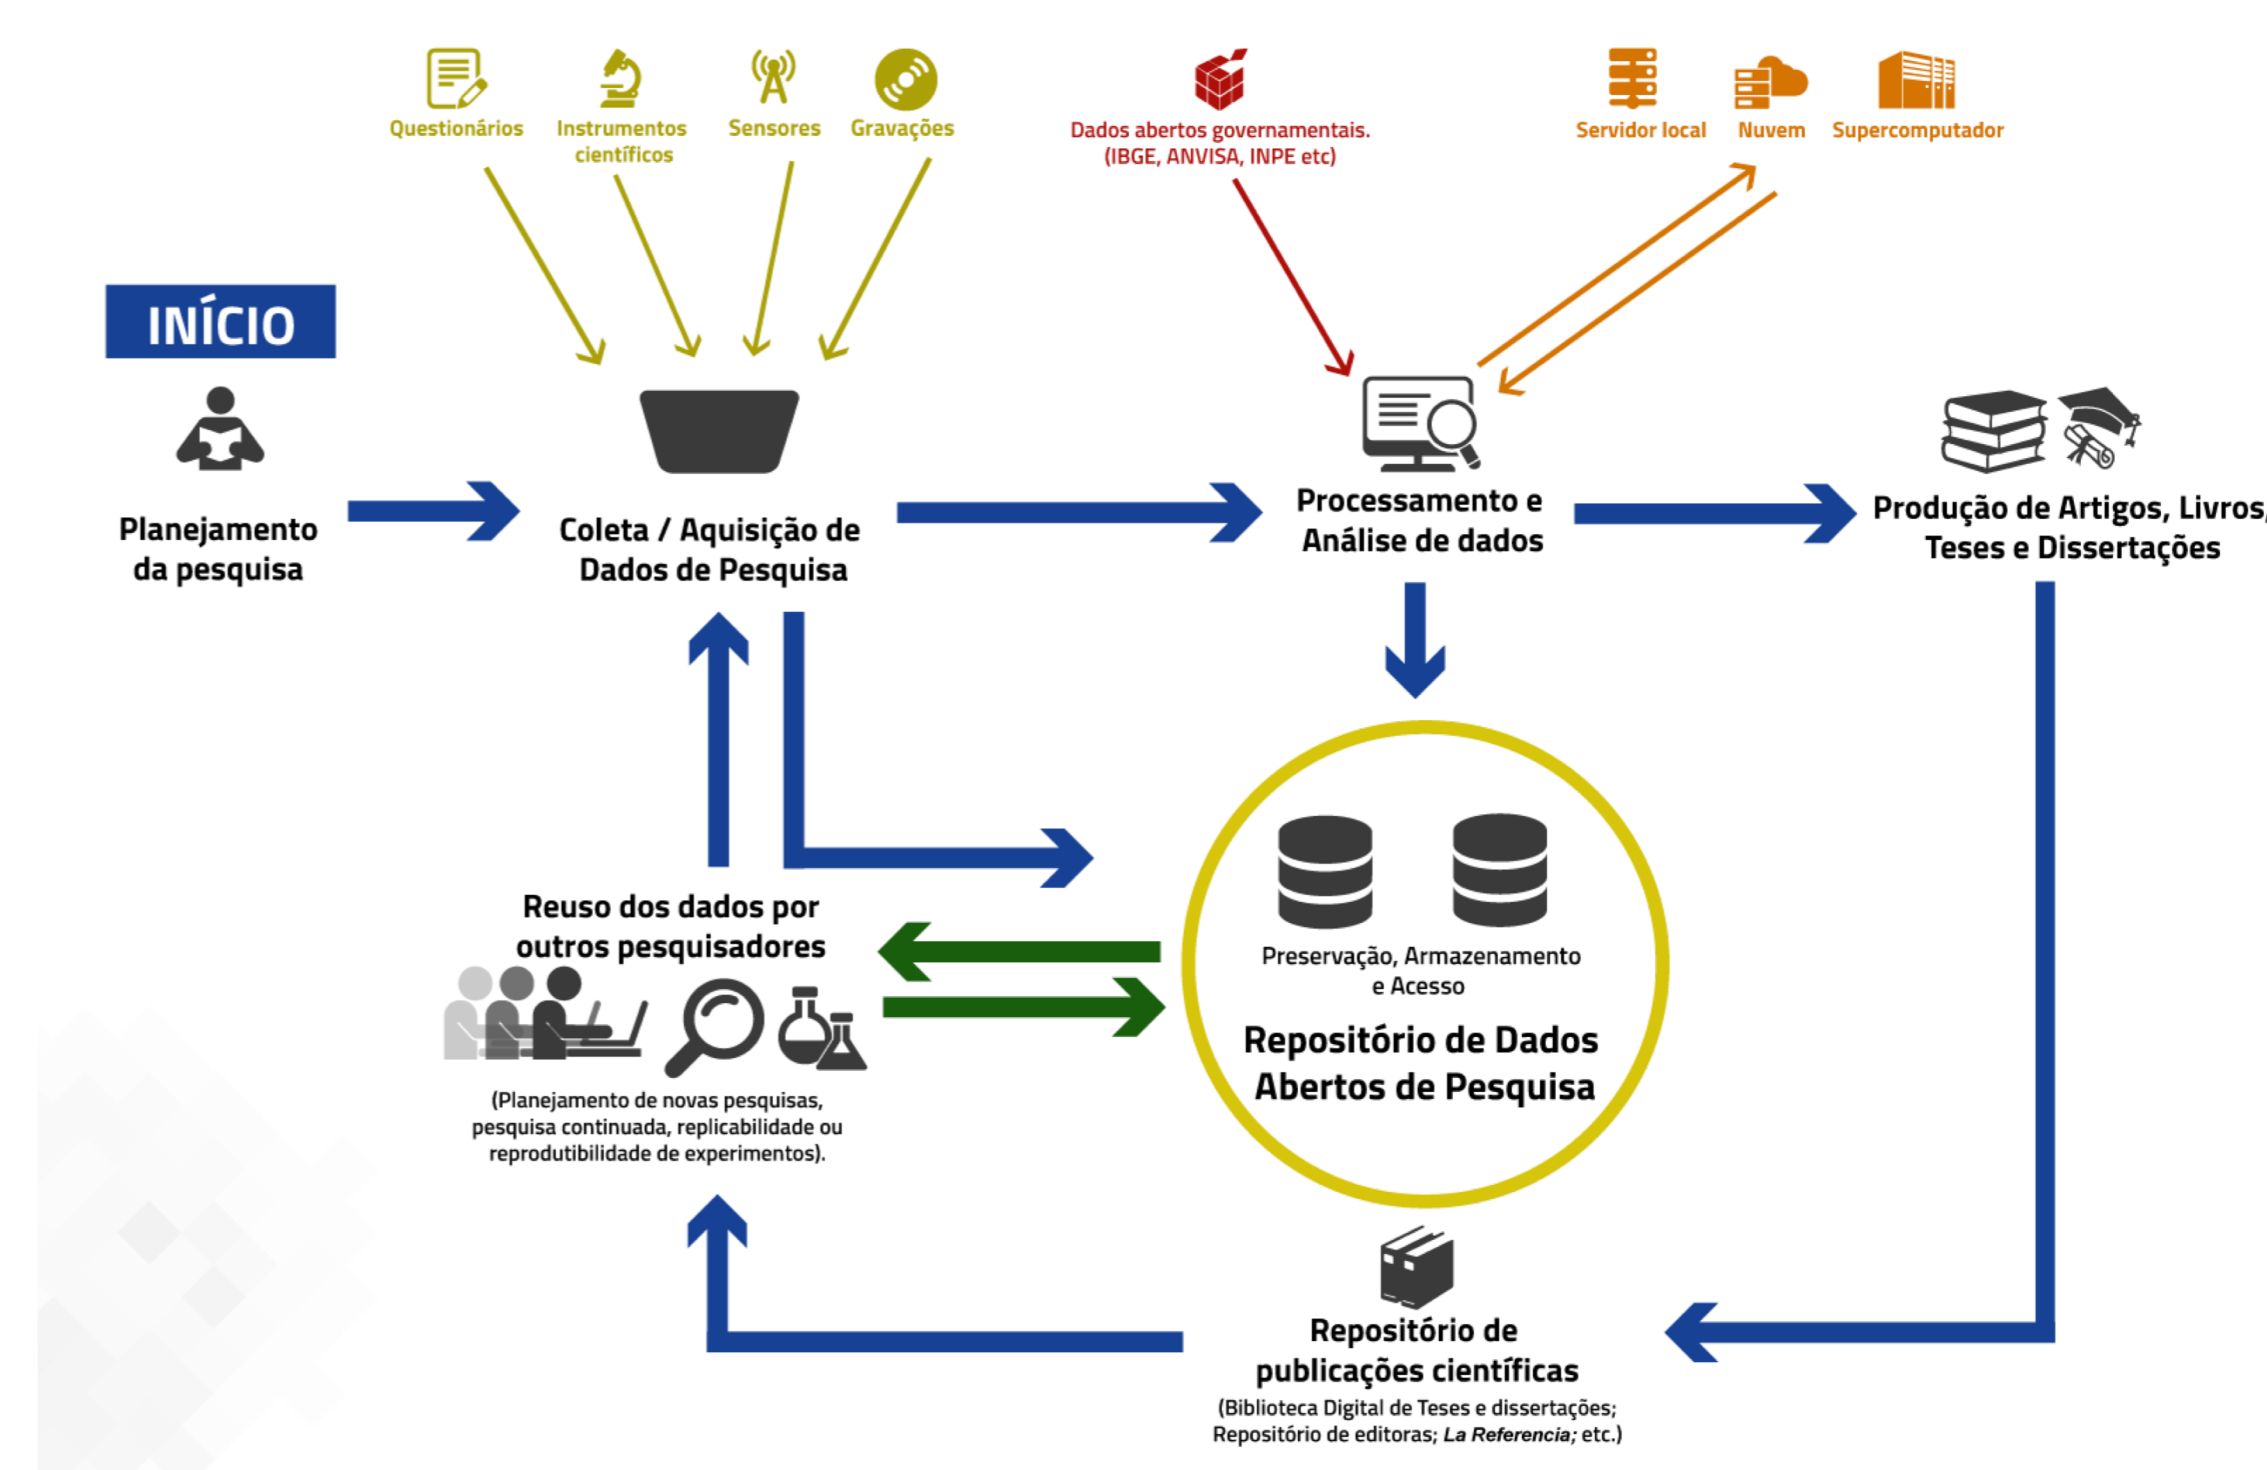 Questionários
Instrumentos
científicos
Sensores
Gravações
Dados abertos governamentais.
(IBGE, ANVISA, INPE etc)
Servidor local
Nuvem
Supercomputador
INÍCIO
Planejamento
da pesquisa
Coleta / Aquisição de
Dados de Pesquisa
Processamento e
Análise de dados
Produção de Artigos, Livros,
Teses e Dissertações
Reuso dos dados por
outros pesquisadores
(Planejamento de novas pesquisas,
pesquisa continuada, replicabilidade ou
reprodutibilidade de experimentos).
Preservação, Armazenamento
e Acesso
Repositório de Dados
Abertos de Pesquisa
Repositório de
publicações científicas
(Biblioteca Digital de Teses e dissertações;
Repositório de editoras; La Referencia; etc.)